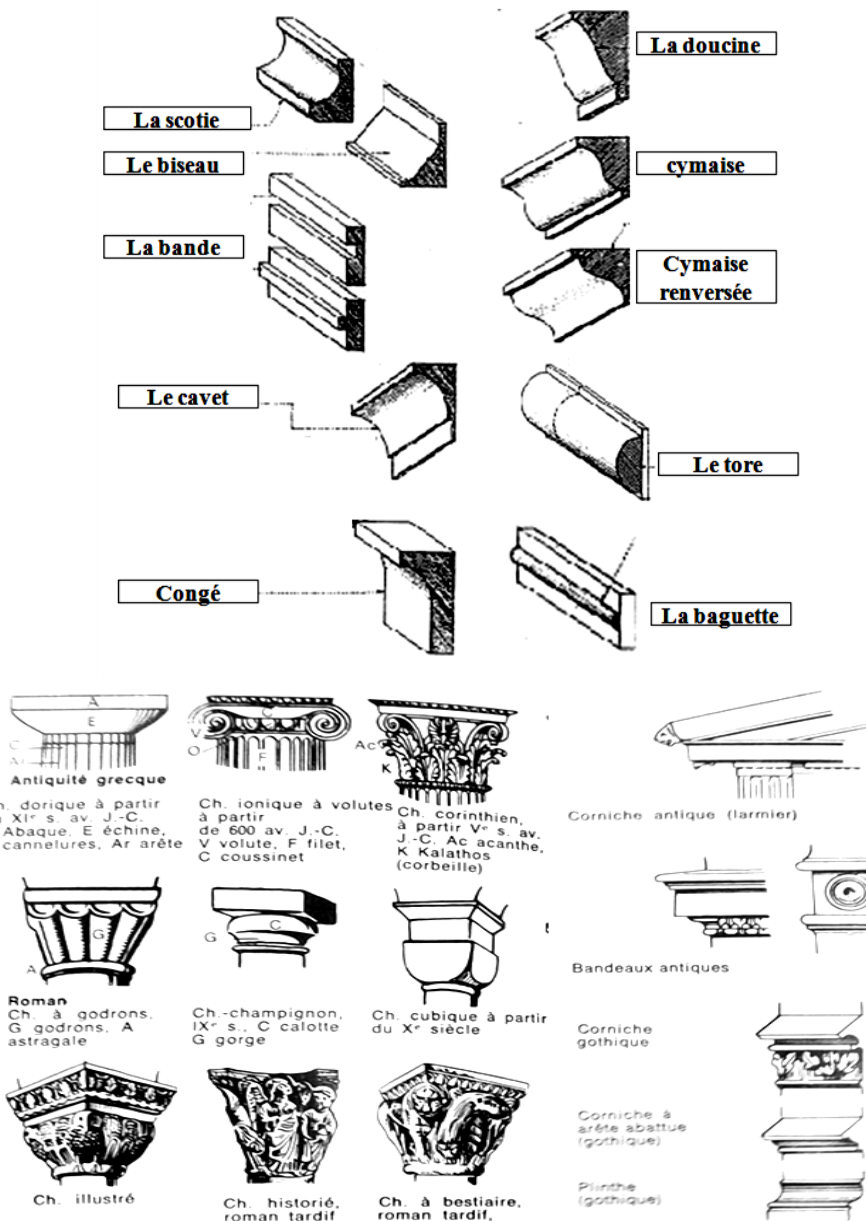 La doucine
La scotie
Le biseau
cymaise
La bande
Cymaise
renversée
Le cavet
Le tore
Congé
La baguette
A
E
C
Antiquité grecque
Ch. dorique à partir
XIe s. av. J.-C.
Abaque, E échine,
cannelures, Ar arête
C
V
O
F
Ch. ionique à volutes
à partir
de 600 av. J.-C.
V volute, F filet,
C coussinet
Ac
K
Ch. corinthien,
à partir Ve s. av.
J.-C. Ac acanthe,
K Kalathos
(corbeille)
Corniche antique (larmier)
G
A
Roman
Ch. à godrons,
G godrons, A
astragale
G
C
Ch.-champignon,
IXe s., C calotte
G gorge
Ch. cubique à partir
du Xe siècle
Bandeaux antiques
Corniche
gothique
Corniche à
arête abattue
(gothique)
Plinthe
(gothique)
Ch. illustré
Ch. historié,
roman tardif
Ch. à bestiaire,
roman tardif,